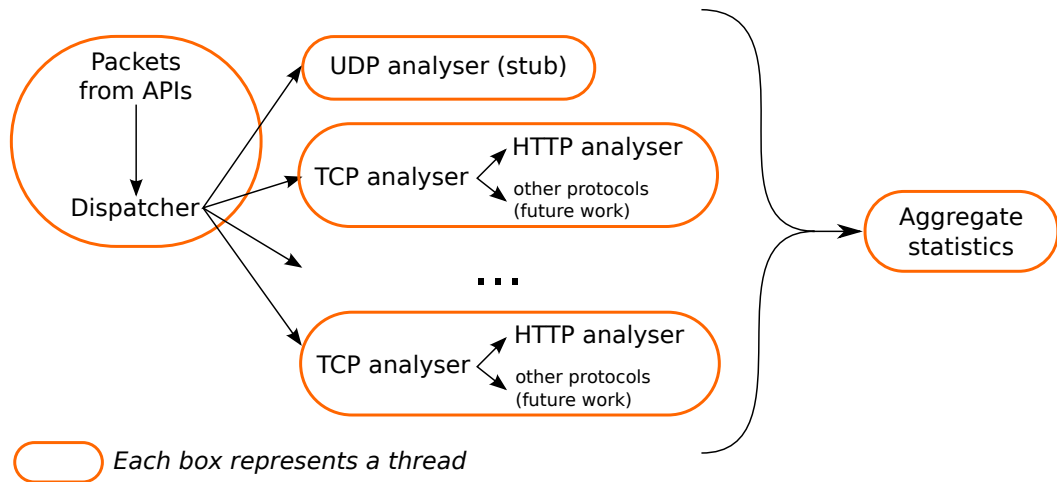 Packets
from APIs
Dispatcher
UDP analyser (stub)
TCP analyser
HTTP analyser
other protocols
(future work)
...
TCP analyser
HTTP analyser
other protocols
(future work)
Aggregate
statistics
Each box represents a thread